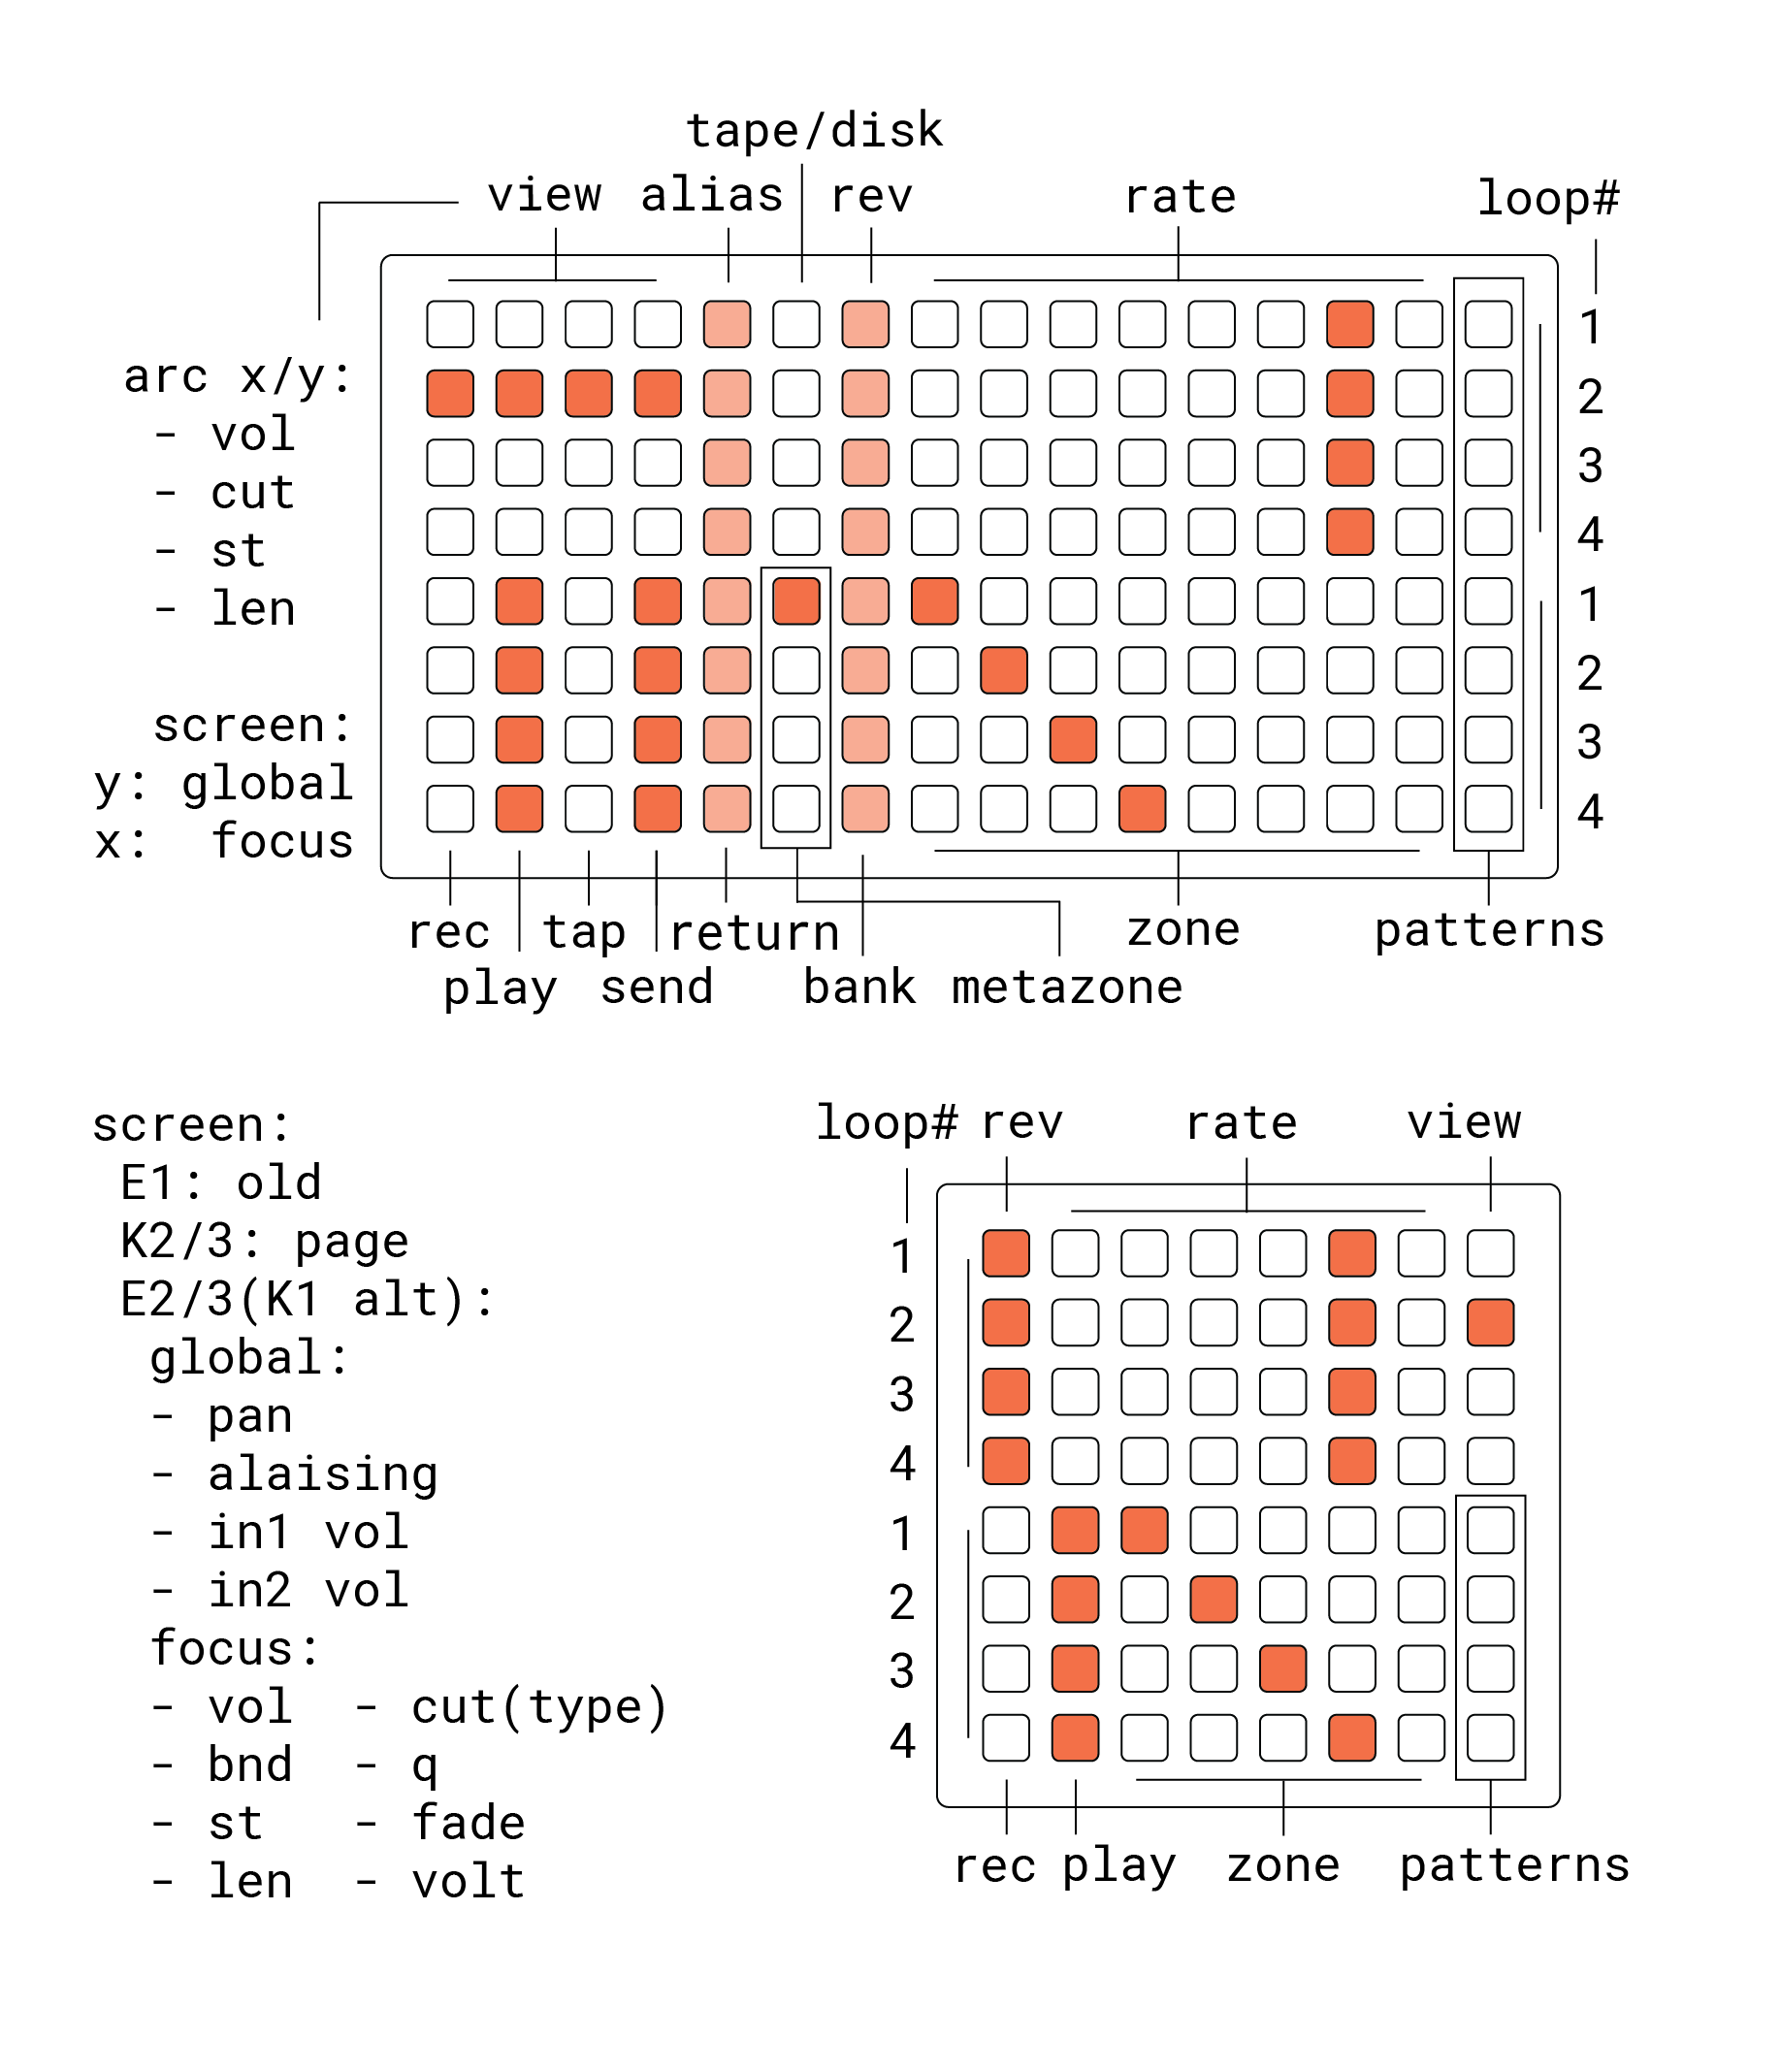 tape/disk
view alias rev rate loop#
1
arc x/y:
2
- vol
3
- cut
4
- st
1
- len
2
screen:
3
y: global
4
x: focus
rec tap return zone patterns
play send bank metazone
screen:
E1: old
K2/3: page
E2/3(K1 alt):
global:
- pan
- alaising
- in1 vol
- in2 vol
focus:
- vol - cut(type)
- bnd - q
- st - fade
- len - volt
loop# rev rate view
1
2
3
4
1
2
3
4
rec play zone patterns